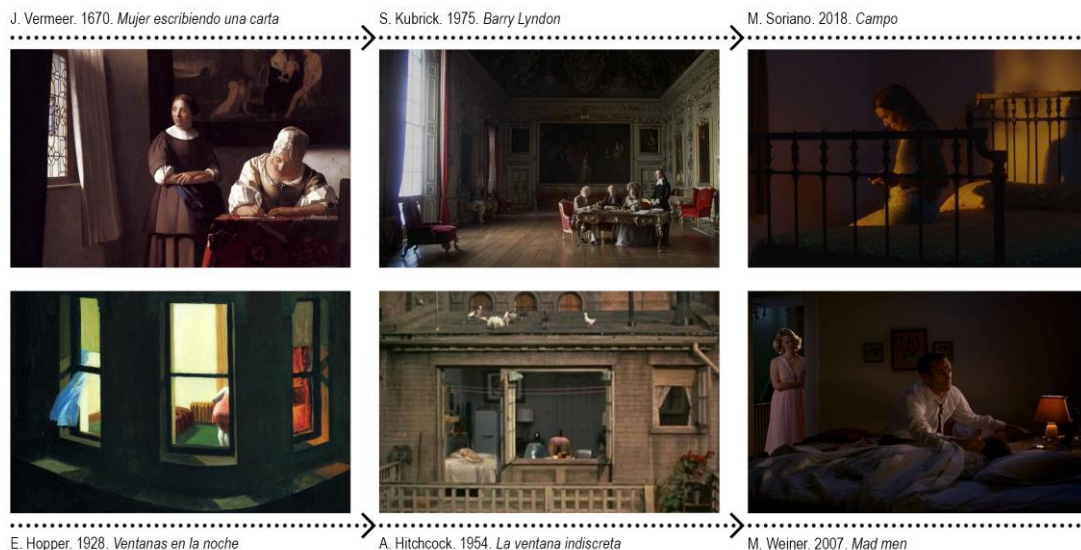 J. Vermeer. 1670. Mujer escribiendo una carta
S. Kubrick. 1975. Barry Lyndon
M. Soriano. 2018. Campo
E. Hopper. 1928. Ventanas en la noche
A. Hitchcock. 1954. La ventana indiscreta
M. Weiner. 2007. Mad men